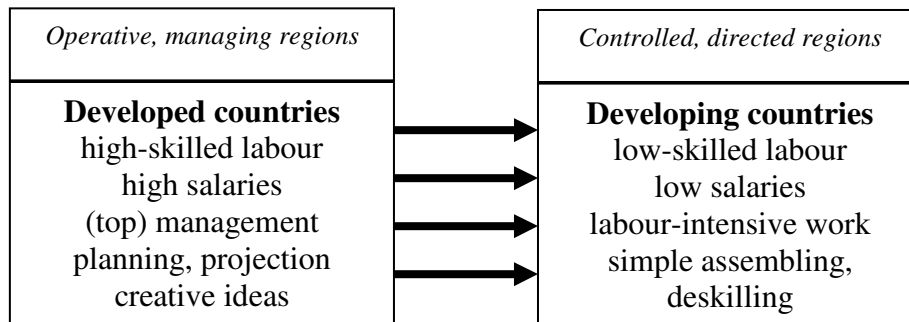 Operative, managing regions
Developed countries
high-skilled labour
high salaries
(top) management
planning, projection
creative ideas
Controlled, directed regions
Developing countries
low-skilled labour
low salaries
labour-intensive work
simple assembling,
deskilling